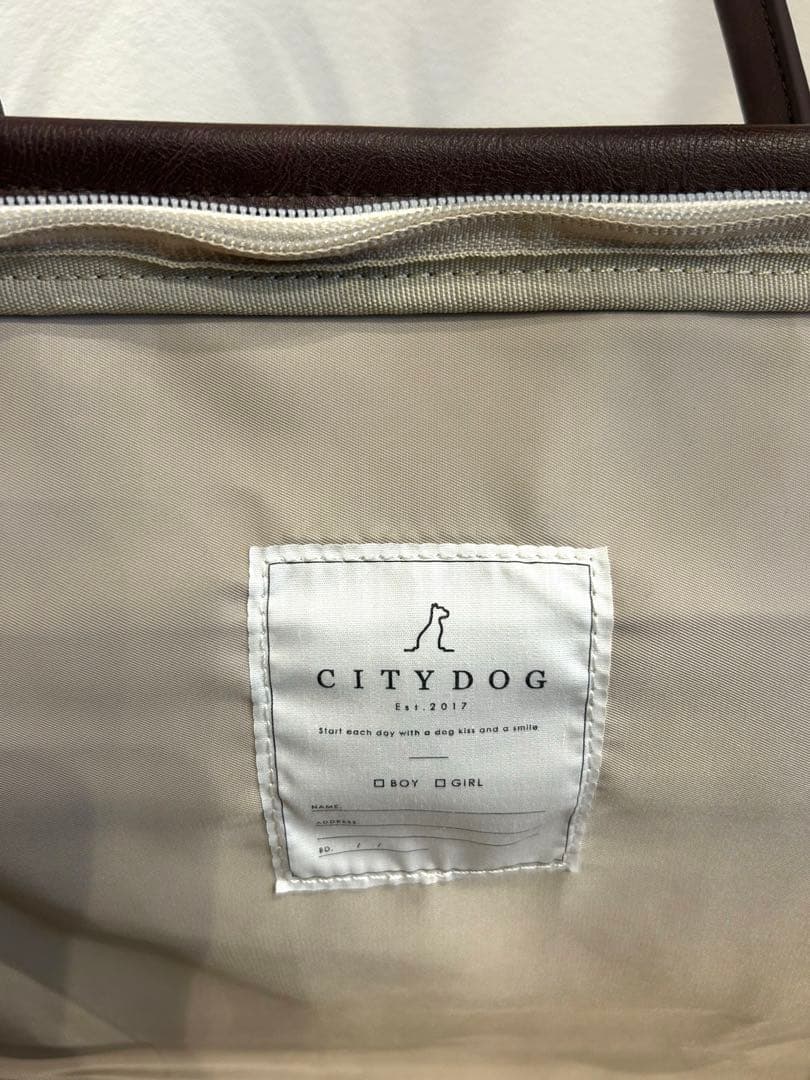 CITYDOG
Est.2017
Start each day with a dog kiss and a smile
BOY GIRL
NAME.
ADDRESS.
BD. / /